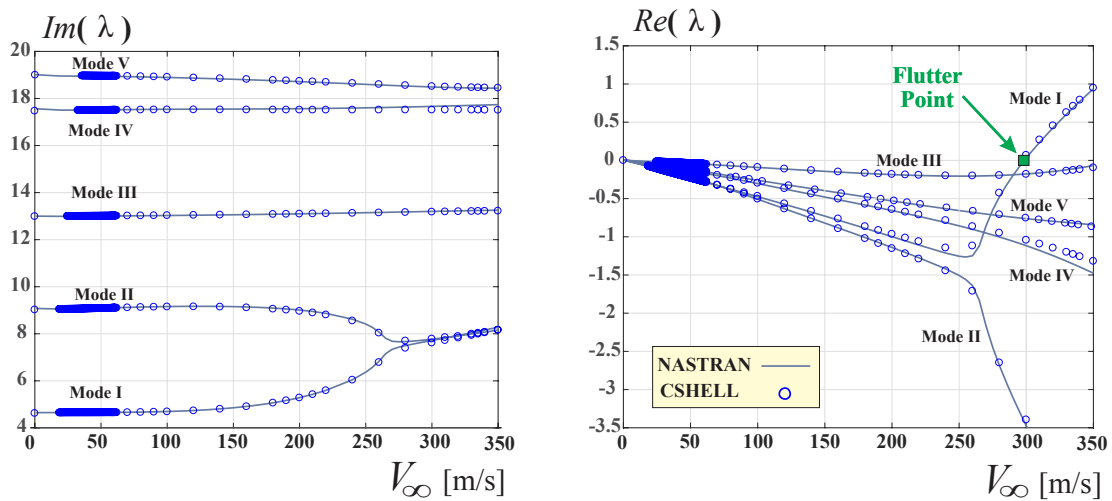 Im( λ )
20
18
16
14
12
10
8
6
4
0
50
100
150
200
250
300
350
Mode V
Mode IV
Mode III
Mode II
Mode I
V∞ [m/s]
Re( λ )
1.5
1
0.5
0
-0.5
-1
-1.5
-2
-2.5
-3
-3.5
0
50
100
150
200
250
300
350
Flutter
Point
Mode I
Mode III
Mode V
Mode IV
Mode II
NASTRAN
CSHELL
V∞ [m/s]